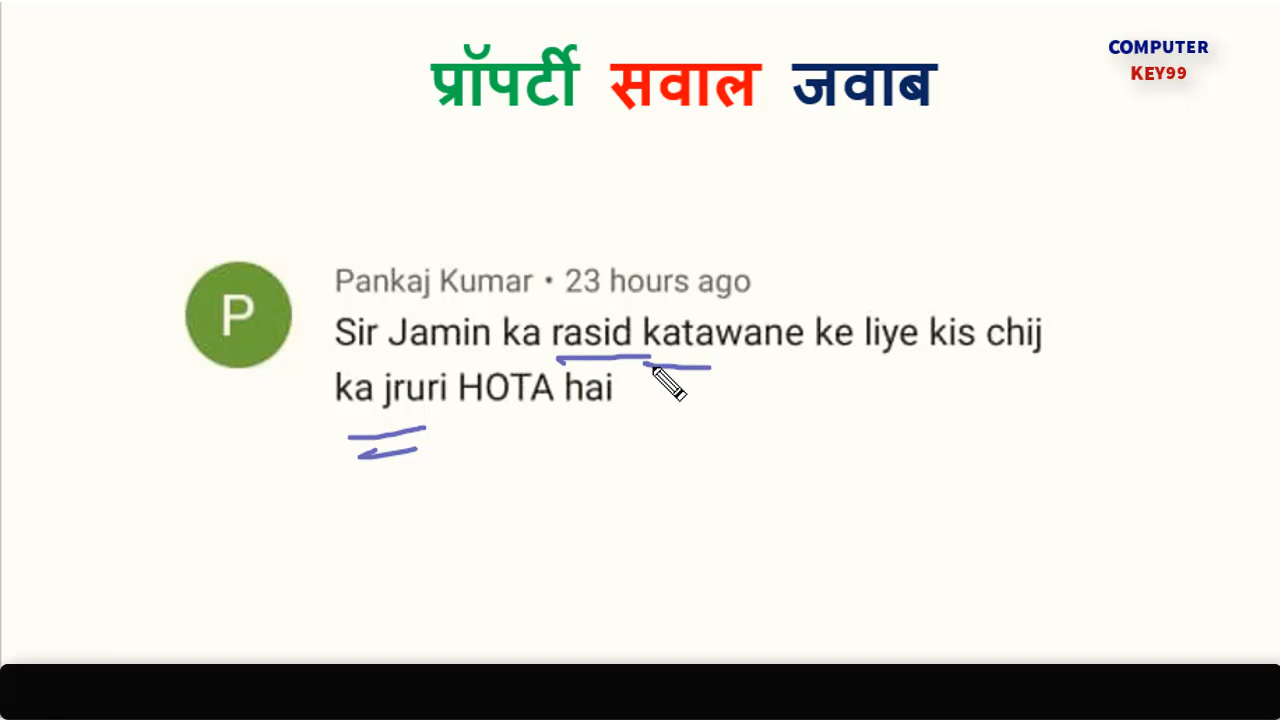 प्रॉपर्टी सवाल जवाब
COMPUTER
KEY99
P
Pankaj Kumar • 23 hours ago
Sir Jamin ka rasid katawane ke liye kis chij
ka jruri HOTA hai